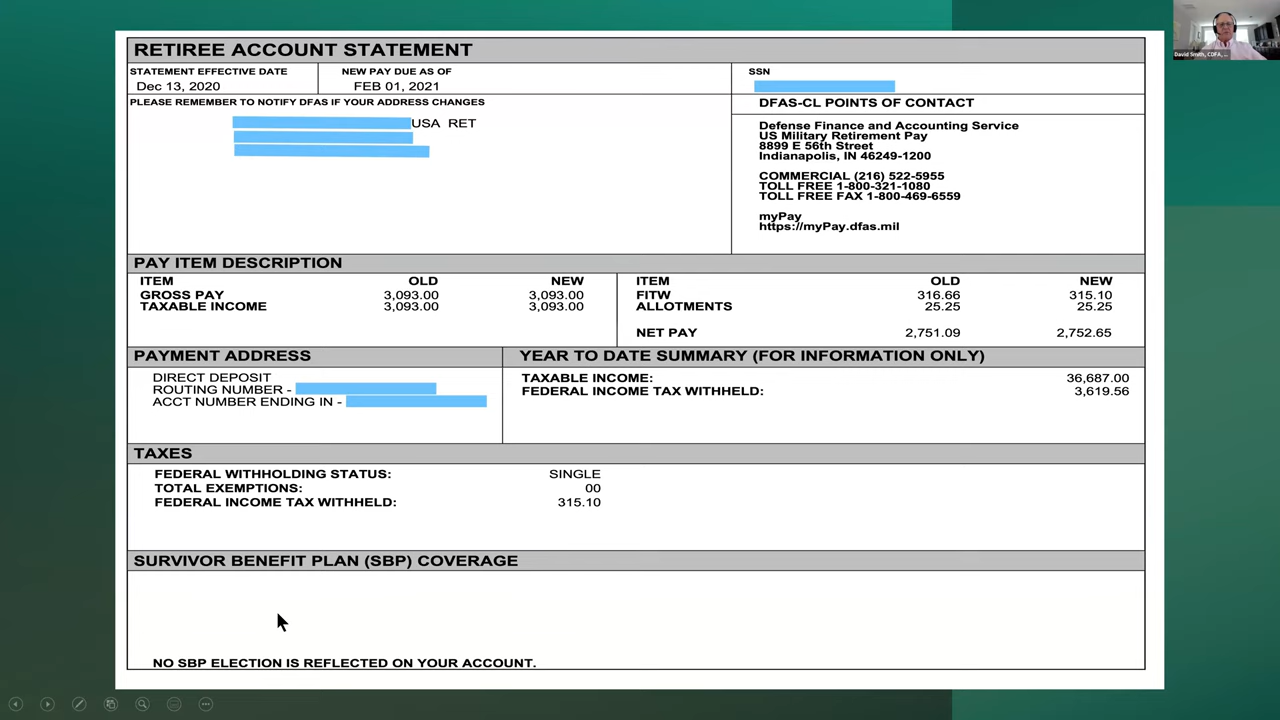 David Smith, CDFA, ...
RETIREE ACCOUNT STATEMENT
STATEMENT EFFECTIVE DATE
Dec 13, 2020
NEW PAY DUE AS OF
FEB 01, 2021
SSN
PLEASE REMEMBER TO NOTIFY DFAS IF YOUR ADDRESS CHANGES
USA RET
DFAS-CL POINTS OF CONTACT
Defense Finance and Accounting Service
US Military Retirement Pay
8899 E 56th Street
Indianapolis, IN 46249-1200
COMMERCIAL (216) 522-5955
TOLL FREE 1-800-321-1080
TOLL FREE FAX 1-800-469-6559
myPay
https://myPay.dfas.mil
PAY ITEM DESCRIPTION
ITEM OLD NEW
GROSS PAY 3,093.00 3,093.00
TAXABLE INCOME 3,093.00 3,093.00
ITEM OLD NEW
FITW 316.66 315.10
ALLOTMENTS 25.25 25.25
NET PAY 2,751.09 2,752.65
PAYMENT ADDRESS
DIRECT DEPOSIT
ROUTING NUMBER -
ACCT NUMBER ENDING IN -
YEAR TO DATE SUMMARY (FOR INFORMATION ONLY)
TAXABLE INCOME: 36,687.00
FEDERAL INCOME TAX WITHHELD: 3,619.56
TAXES
FEDERAL WITHHOLDING STATUS: SINGLE
TOTAL EXEMPTIONS: 00
FEDERAL INCOME TAX WITHHELD: 315.10
SURVIVOR BENEFIT PLAN (SBP) COVERAGE
NO SBP ELECTION IS REFLECTED ON YOUR ACCOUNT.